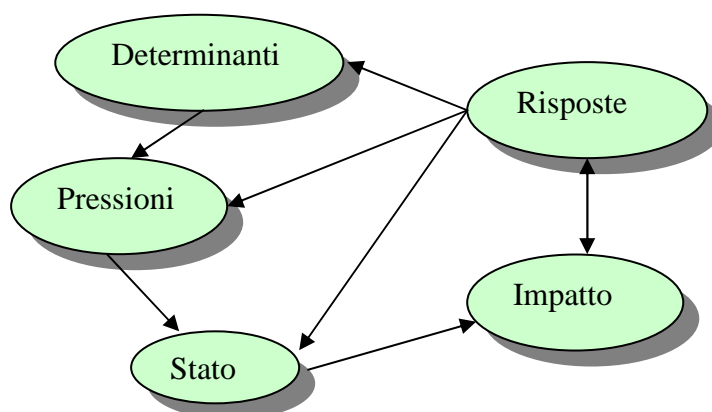 Determinanti
Risposte
Pressioni
Impatto
Stato